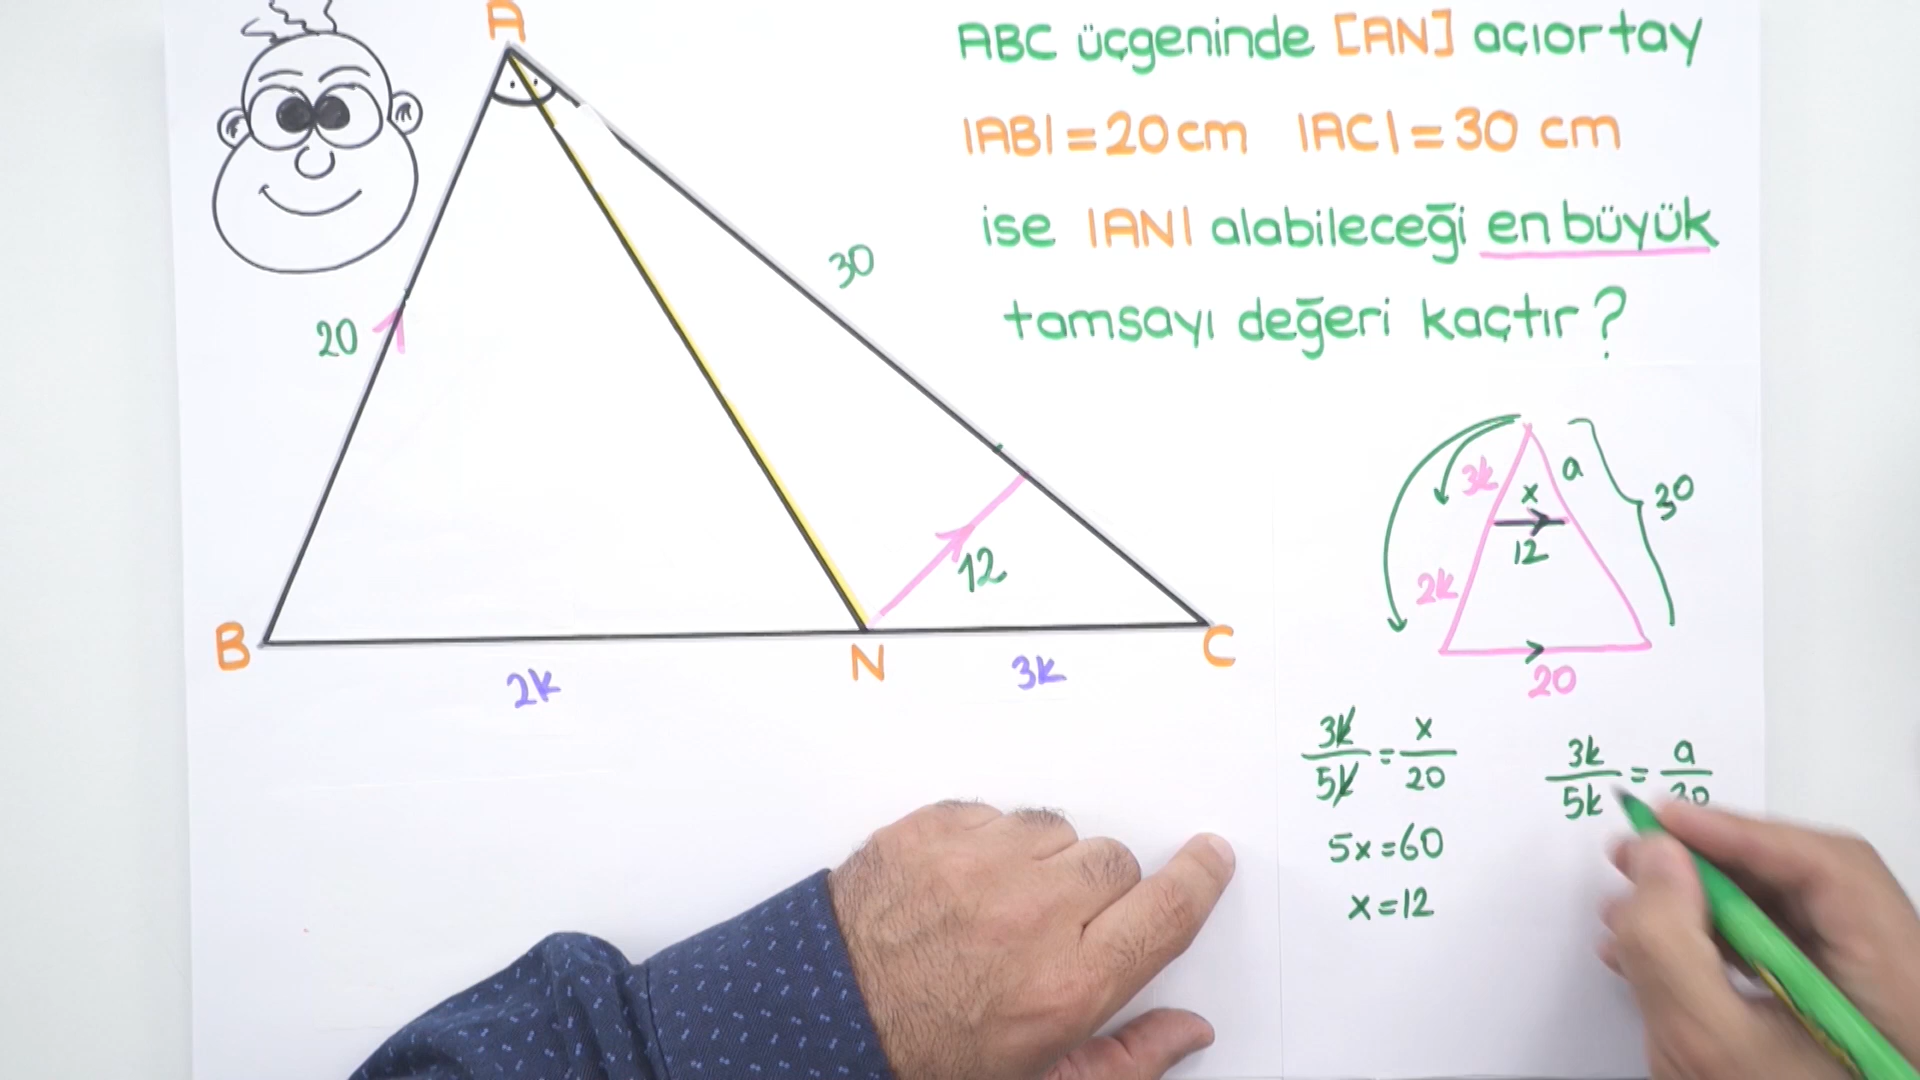 A
ABC üçgeninde [AN] açıortay
|AB| = 20 cm |AC| = 30 cm
ise |AN| alabileceği en büyük
tamsayı değeri kaçtır?
20
30
12
B
N
C
2k
3k
3k
a
x
12
30
2k
20
3k/5k = x/20
5x = 60
x = 12
3k/5k = a/30